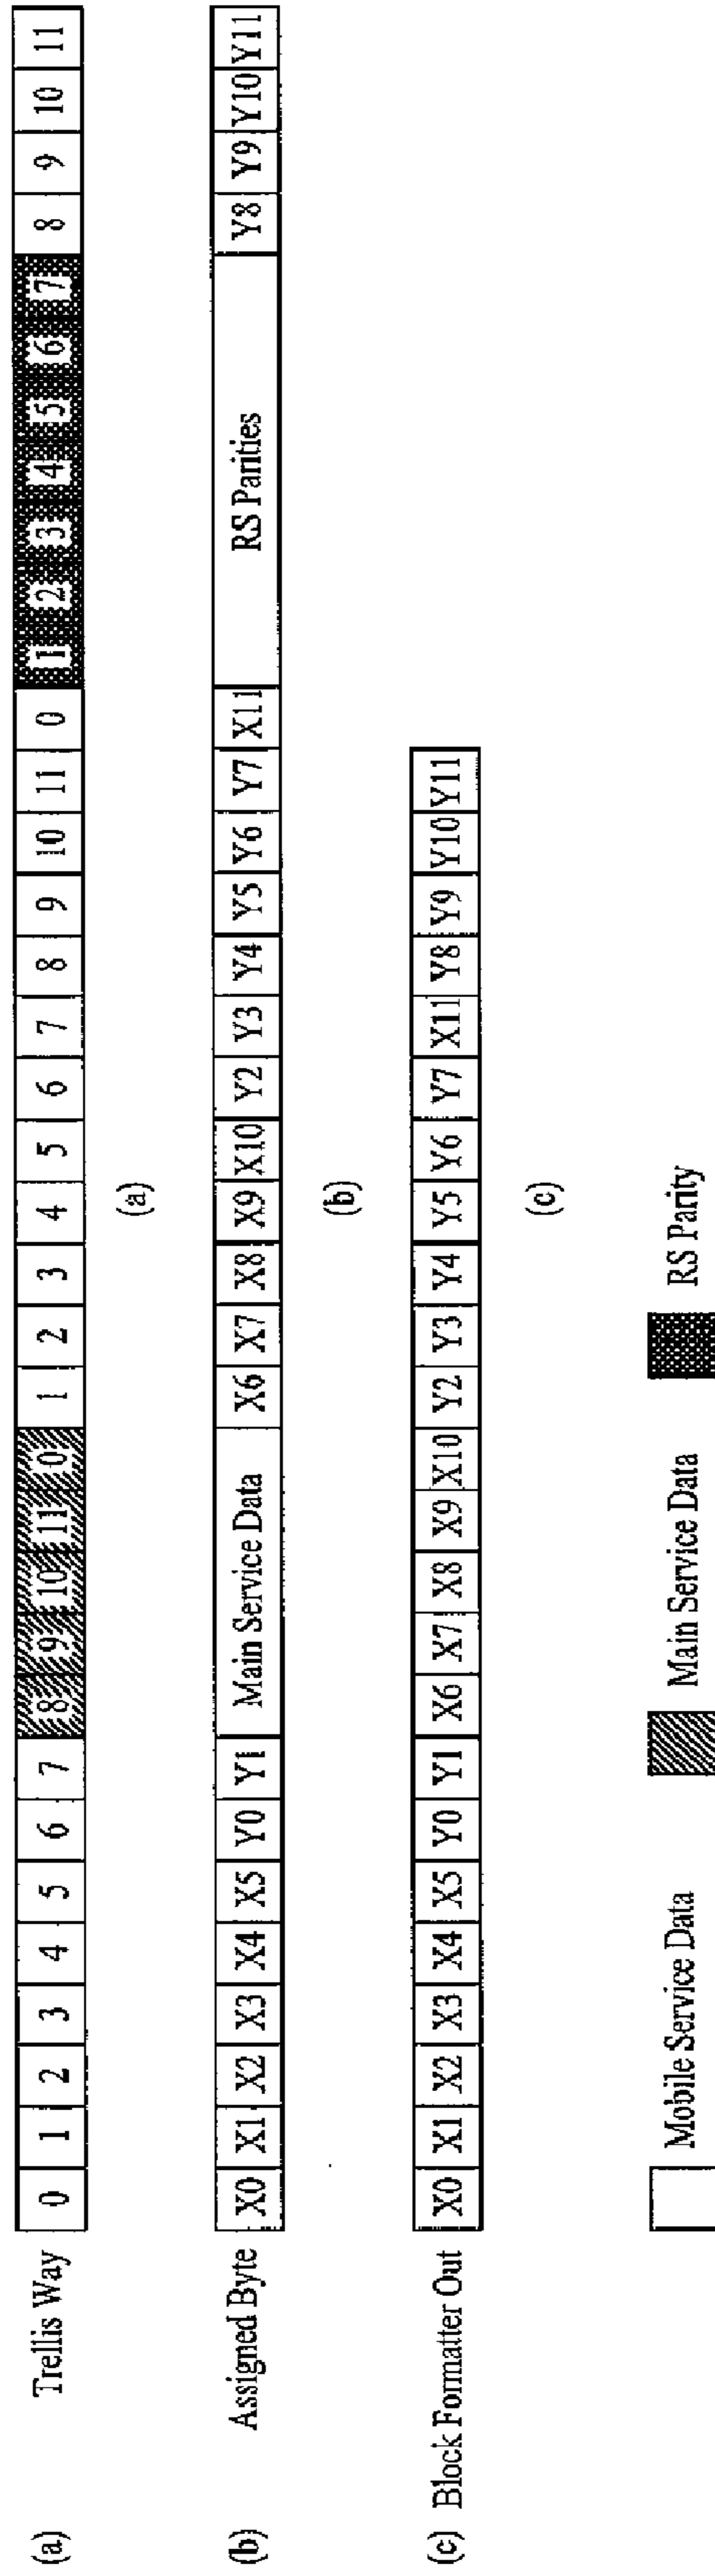 (a) Trellis Way 0 1 2 3 4 5 6 7 8 9 10 11 0 1 2 3 4 5 6 7 8 9 10 11 0 1 2 3 4 5 6 7 8 9 10 11
(a)
(b) Assigned Byte X0 X1 X2 X3 X4 X5 Y0 Y1 Main Service Data X6 X7 X8 X9 X10 Y2 Y3 Y4 Y5 Y6 Y7 X11 RS Parities Y8 Y9 Y10 Y11
(b)
(c) Block Formatter Out X0 X1 X2 X3 X4 X5 Y0 Y1 X6 X7 X8 X9 X10 Y2 Y3 Y4 Y5 Y6 Y7 X11 Y8 Y9 Y10 Y11
(c)
Mobile Service Data Main Service Data RS Parity